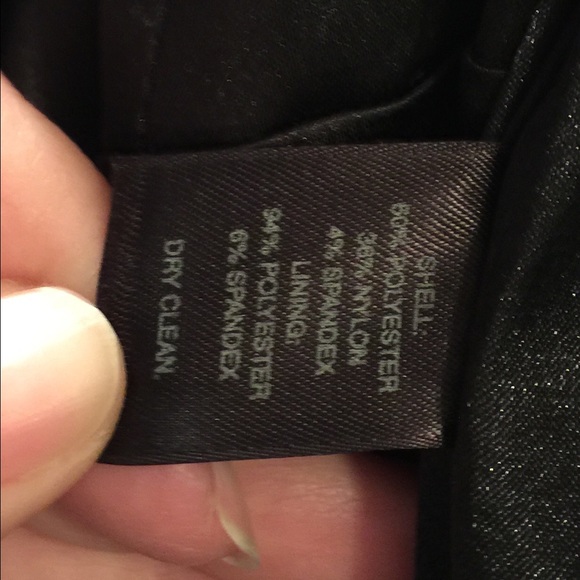 SHELL:
60% POLYESTER
36% NYLON
4% SPANDEX
LINING:
94% POLYESTER
6% SPANDEX
DRY CLEAN.